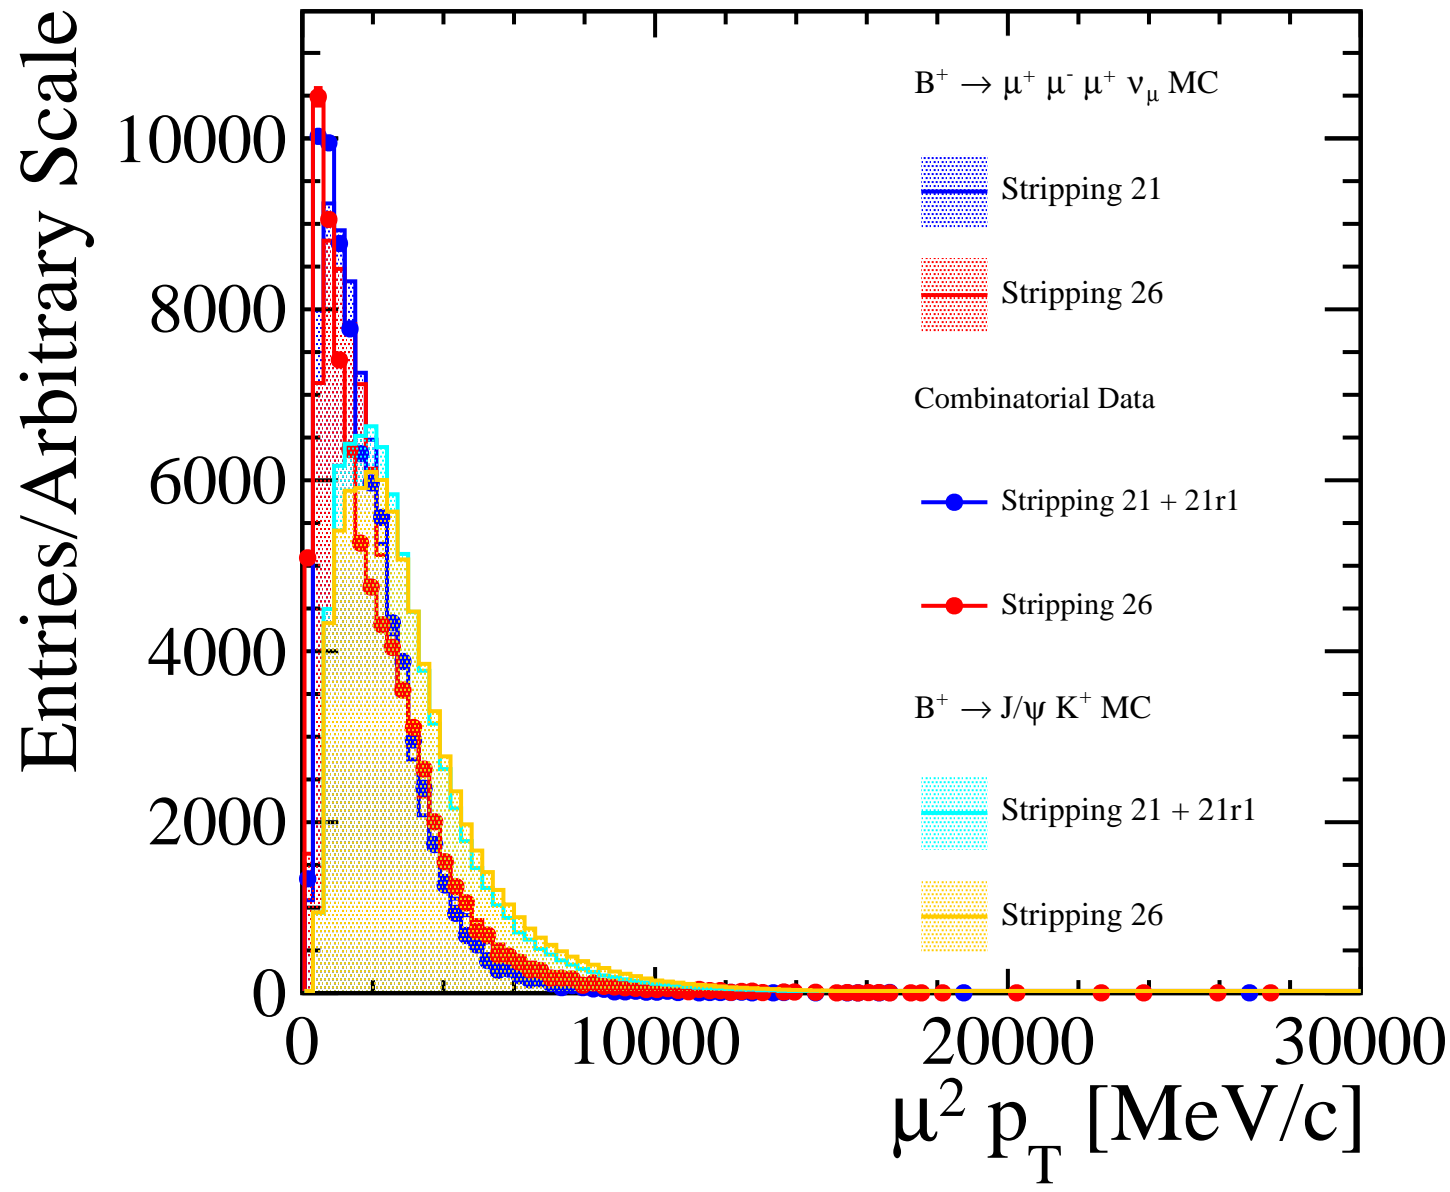 Entries/Arbitrary Scale
10000
8000
6000
4000
2000
0
B⁺ → μ⁺ μ⁻ μ⁺ ν_μ MC
Stripping 21
Stripping 26
Combinatorial Data
Stripping 21 + 21r1
Stripping 26
B⁺ → J/ψ K⁺ MC
Stripping 21 + 21r1
Stripping 26
0 10000 20000 30000
μ² p_T [MeV/c]